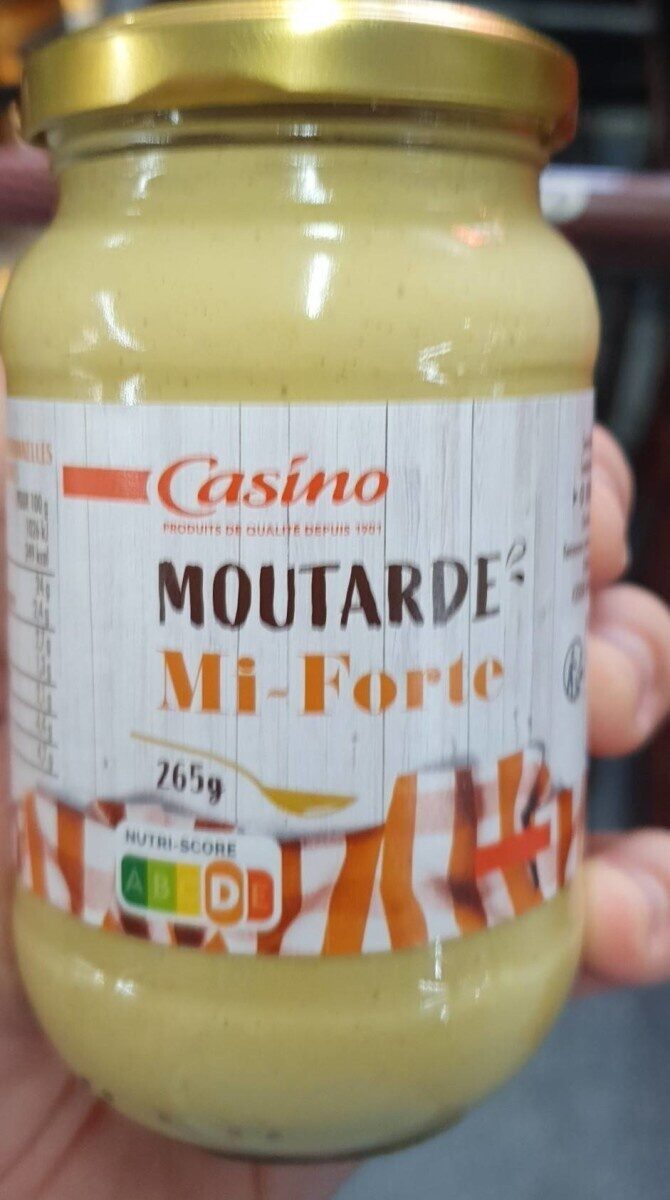 Casino
PRODUITS DE QUALITÉ DEPUIS 1901
MOUTARDE
Mi-Forte
265g
NUTRI-SCORE
A B C D E